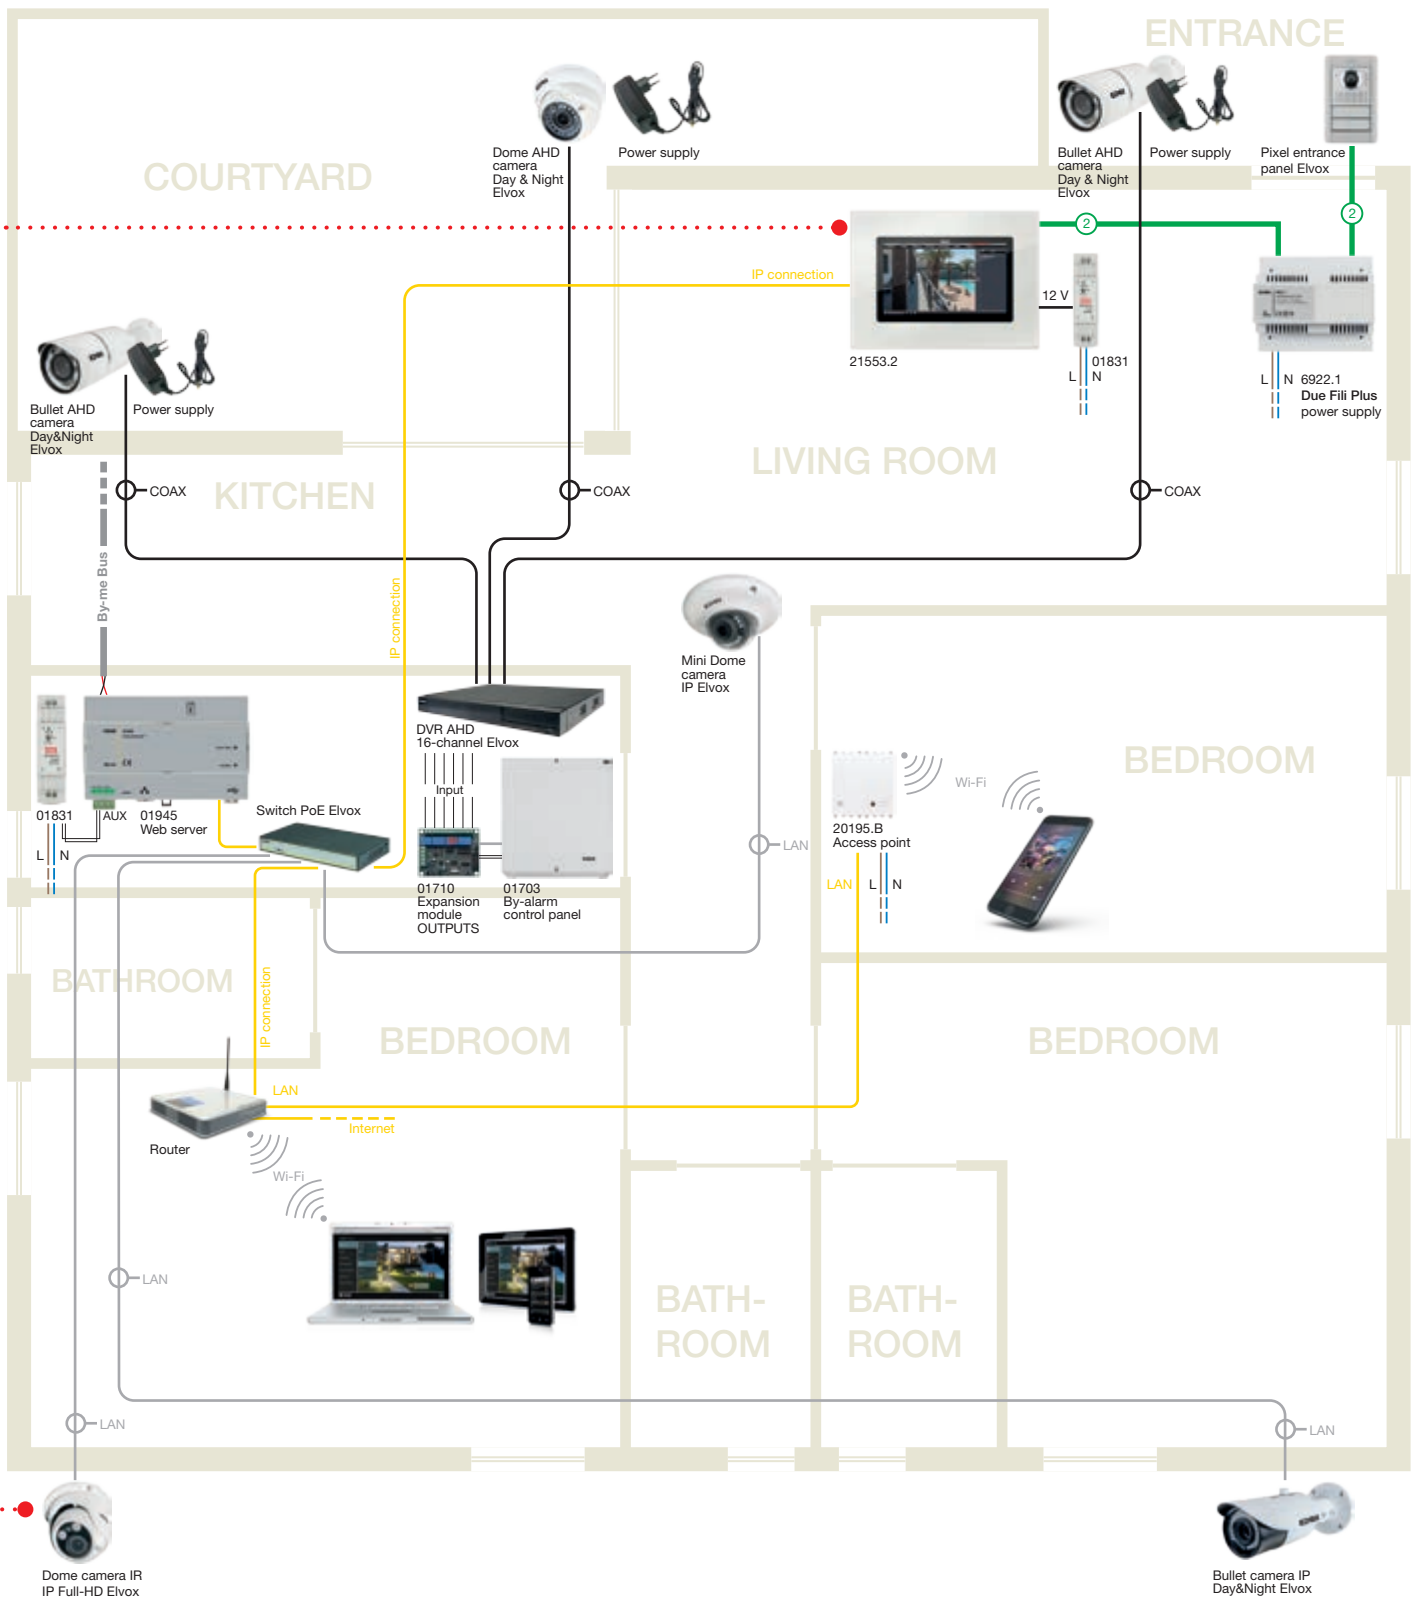 ENTRANCE
COURTYARD
Dome AHD
camera
Day & Night
Elvox
Power supply
Bullet AHD
camera
Day & Night
Elvox
Power supply
Pixel entrance
panel Elvox
2
2
IP connection
12 V
21553.2
01831
L
N
L
N
6922.1
Due Fili Plus
power supply
Bullet AHD
camera
Day&Night
Elvox
Power supply
LIVING ROOM
KITCHEN
COAX
COAX
COAX
By-me Bus
IP connection
Mini Dome
camera
IP Elvox
DVR AHD
16-channel Elvox
Input
BEDROOM
Wi-Fi
01831
AUX
01945
Web server
Switch PoE Elvox
L
N
20195.B
Access point
LAN
LAN
L
N
01710
Expansion
module
OUTPUTS
01703
By-alarm
control panel
BATHROOM
IP connection
BEDROOM
BEDROOM
LAN
Internet
Router
Wi-Fi
LAN
BATH-
ROOM
BATH-
ROOM
LAN
LAN
Dome camera IR
IP Full-HD Elvox
Bullet camera IP
Day&Night Elvox